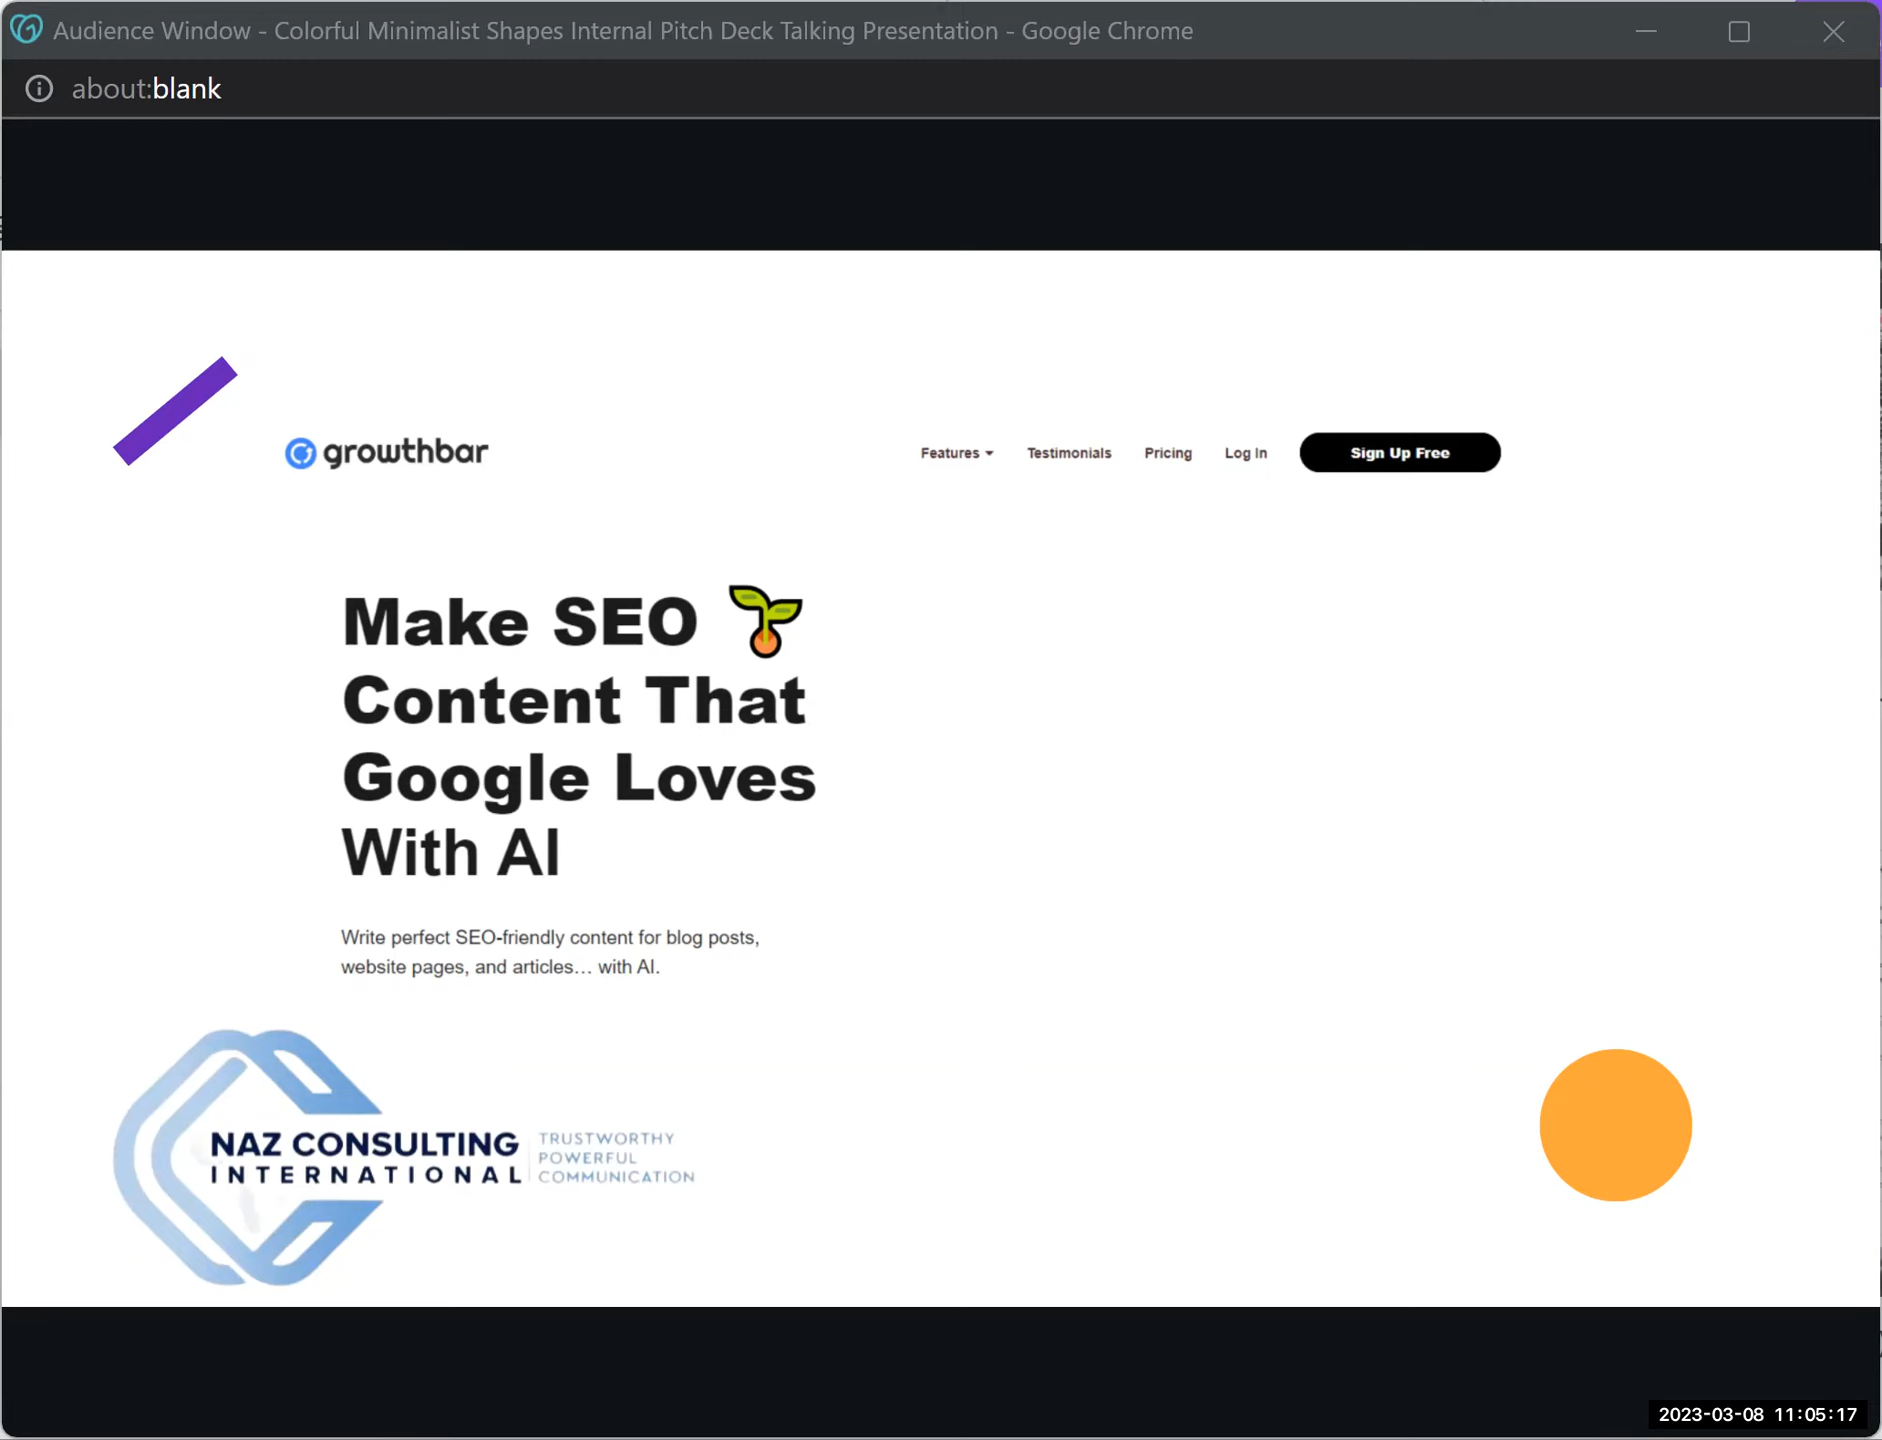 Audience Window - Colorful Minimalist Shapes Internal Pitch Deck Talking Presentation - Google Chrome
about:blank
growthbar
Features
Testimonials
Pricing
Log In
Sign Up Free
Make SEO
Content That
Google Loves
With AI
Write perfect SEO-friendly content for blog posts,
website pages, and articles... with AI.
NAZ CONSULTING
INTERNATIONAL
TRUSTWORTHY
POWERFUL
COMMUNICATION
2023-03-08 11:05:17